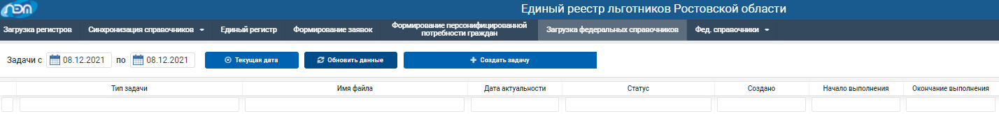 ЛЭП
Единый реестр льготников Ростовской области
Загрузка регистров
Синхронизация справочников
Единый регистр
Формирование заявок
Формирование персонифицированной
потребности граждан
Загрузка федеральных справочников
Фед. справочники
Задачи с 08.12.2021 по 08.12.2021
Текущая дата
Обновить данные
Создать задачу
Тип задачи
Имя файла
Дата актуальности
Статус
Создано
Начало выполнения
Окончание выполнения